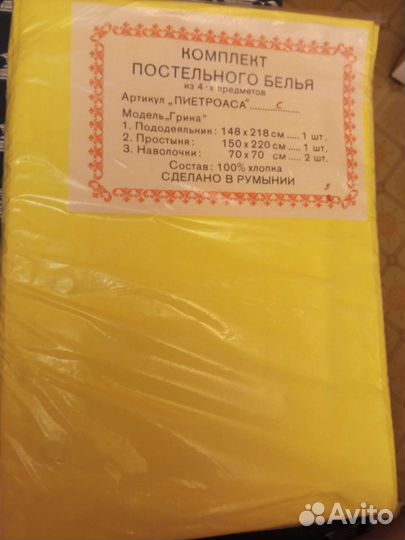 КОМПЛЕКТ
ПОСТЕЛЬНОГО БЕЛЬЯ
из 4-х предметов
Артикул „ПИЕТРОАСА"..........с..........
Модель „Грина"
1. Пододеяльник: 148 x 218 см ..... 1 шт.
2. Простыня: 150 x 220 см ..... 1 шт.
3. Наволочки: 70 x 70 см ..... 2 шт.
Состав: 100% хлопка
СДЕЛАНО В РУМЫНИИ
Avito